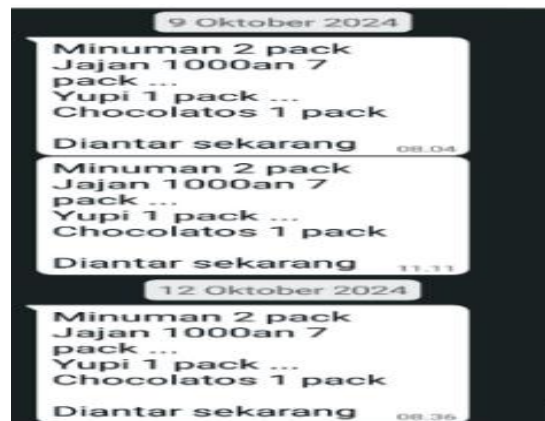 9 Oktober 2024
Minuman 2 pack
Jajan 1000an 7
pack ...
Yupi 1 pack ...
Chocolatos 1 pack
Diantar sekarang 08.04
Minuman 2 pack
Jajan 1000an 7
pack ...
Yupi 1 pack ...
Chocolatos 1 pack
Diantar sekarang 11.11
12 Oktober 2024
Minuman 2 pack
Jajan 1000an 7
pack ...
Yupi 1 pack ...
Chocolatos 1 pack
Diantar sekarang 08.36